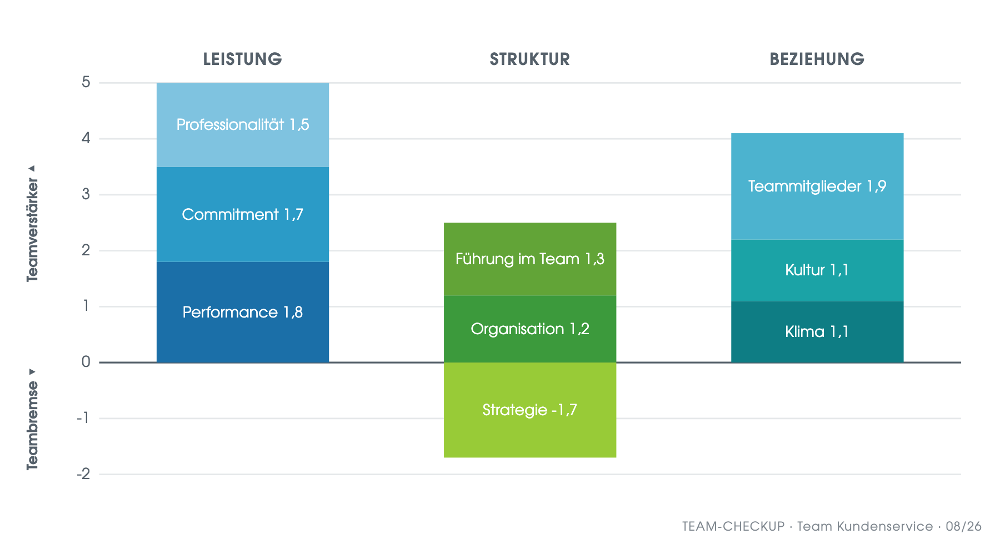 LEISTUNG
STRUKTUR
BEZIEHUNG
5
4
3
2
1
0
-1
-2
Teamverstärker ▲
Teambremse ▼
Professionalität 1,5
Commitment 1,7
Performance 1,8
Führung im Team 1,3
Organisation 1,2
Strategie -1,7
Teammitglieder 1,9
Kultur 1,1
Klima 1,1
TEAM-CHECKUP · Team Kundenservice · 08/26